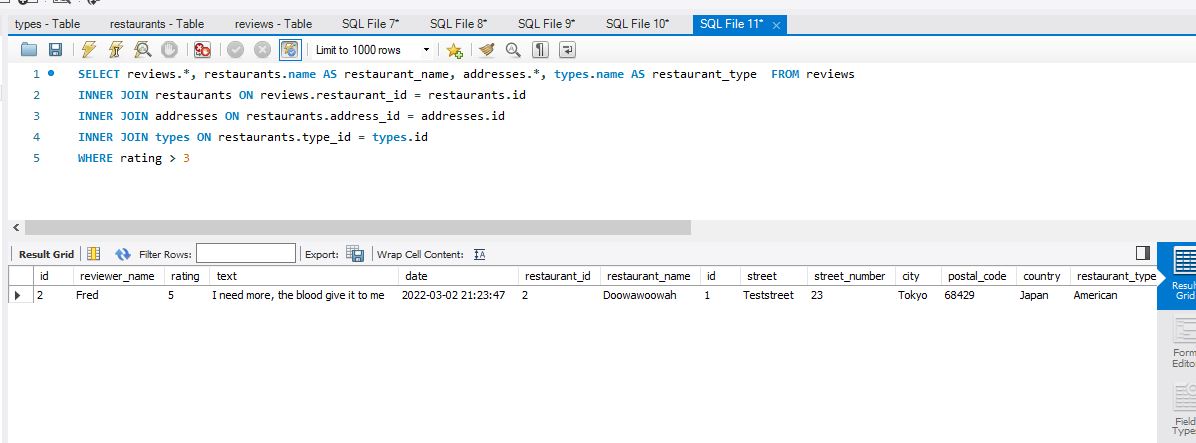 types - Table restaurants - Table reviews - Table SQL File 7* SQL File 8* SQL File 9* SQL File 10* SQL File 11* ×
Limit to 1000 rows
1 SELECT reviews.*, restaurants.name AS restaurant_name, addresses.*, types.name AS restaurant_type  FROM reviews
2 INNER JOIN restaurants ON reviews.restaurant_id = restaurants.id
3 INNER JOIN addresses ON restaurants.address_id = addresses.id
4 INNER JOIN types ON restaurants.type_id = types.id
5 WHERE rating > 3
Result Grid Filter Rows: Export: Wrap Cell Content:
id reviewer_name rating text date restaurant_id restaurant_name id street street_number city postal_code country restaurant_type
2 Fred 5 I need more, the blood give it to me 2022-03-02 21:23:47 2 Doowawoowah 1 Teststreet 23 Tokyo 68429 Japan American
Result
Grid
Form
Editor
Field
Types